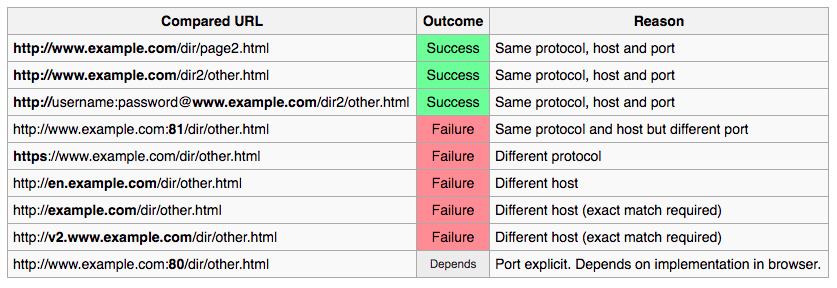 Compared URL Outcome Reason
http://www.example.com/dir/page2.html Success Same protocol, host and port
http://www.example.com/dir2/other.html Success Same protocol, host and port
http://username:password@www.example.com/dir2/other.html Success Same protocol, host and port
http://www.example.com:81/dir/other.html Failure Same protocol and host but different port
https://www.example.com/dir/other.html Failure Different protocol
http://en.example.com/dir/other.html Failure Different host
http://example.com/dir/other.html Failure Different host (exact match required)
http://v2.www.example.com/dir/other.html Failure Different host (exact match required)
http://www.example.com:80/dir/other.html Depends Port explicit. Depends on implementation in browser.